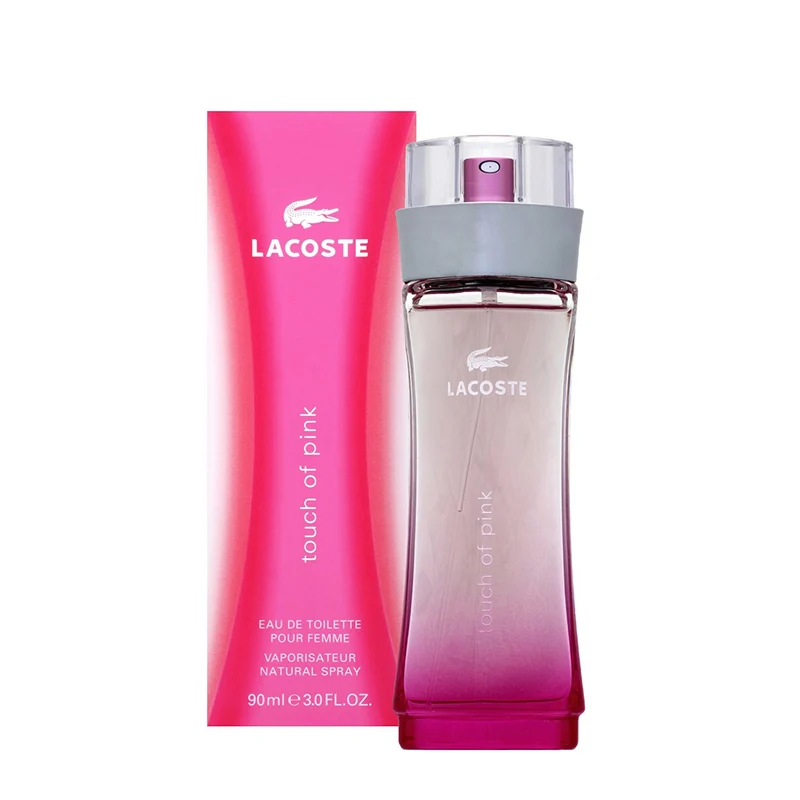 LACOSTE
touch of pink
EAU DE TOILETTE
POUR FEMME
VAPORISATEUR
NATURAL SPRAY
90ml e 3.0 FL.OZ.
LACOSTE
touch of pink